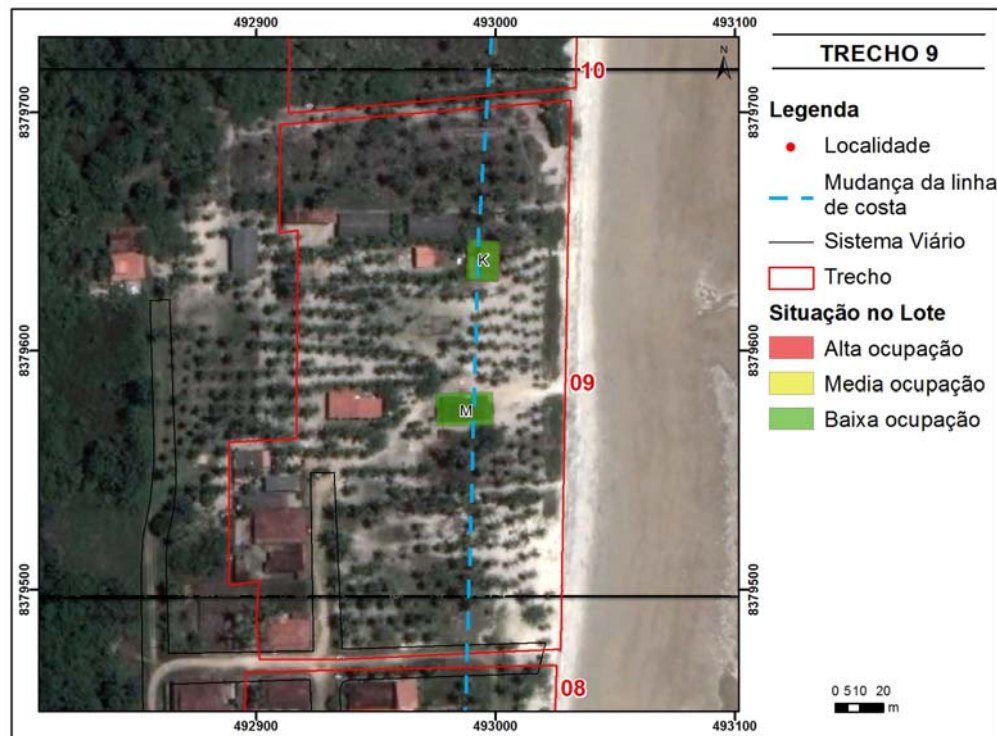 492900 493000 493100
TRECHO 9
N
10
8379700 8379700
Legenda
Localidade
Mudança da linha
de costa
Sistema Viário
K
Trecho
Situação no Lote
8379600 8379600
Alta ocupação
09
Media ocupação
M
Baixa ocupação
8379500 8379500
08
0 5 10 20
m
492900 493000 493100